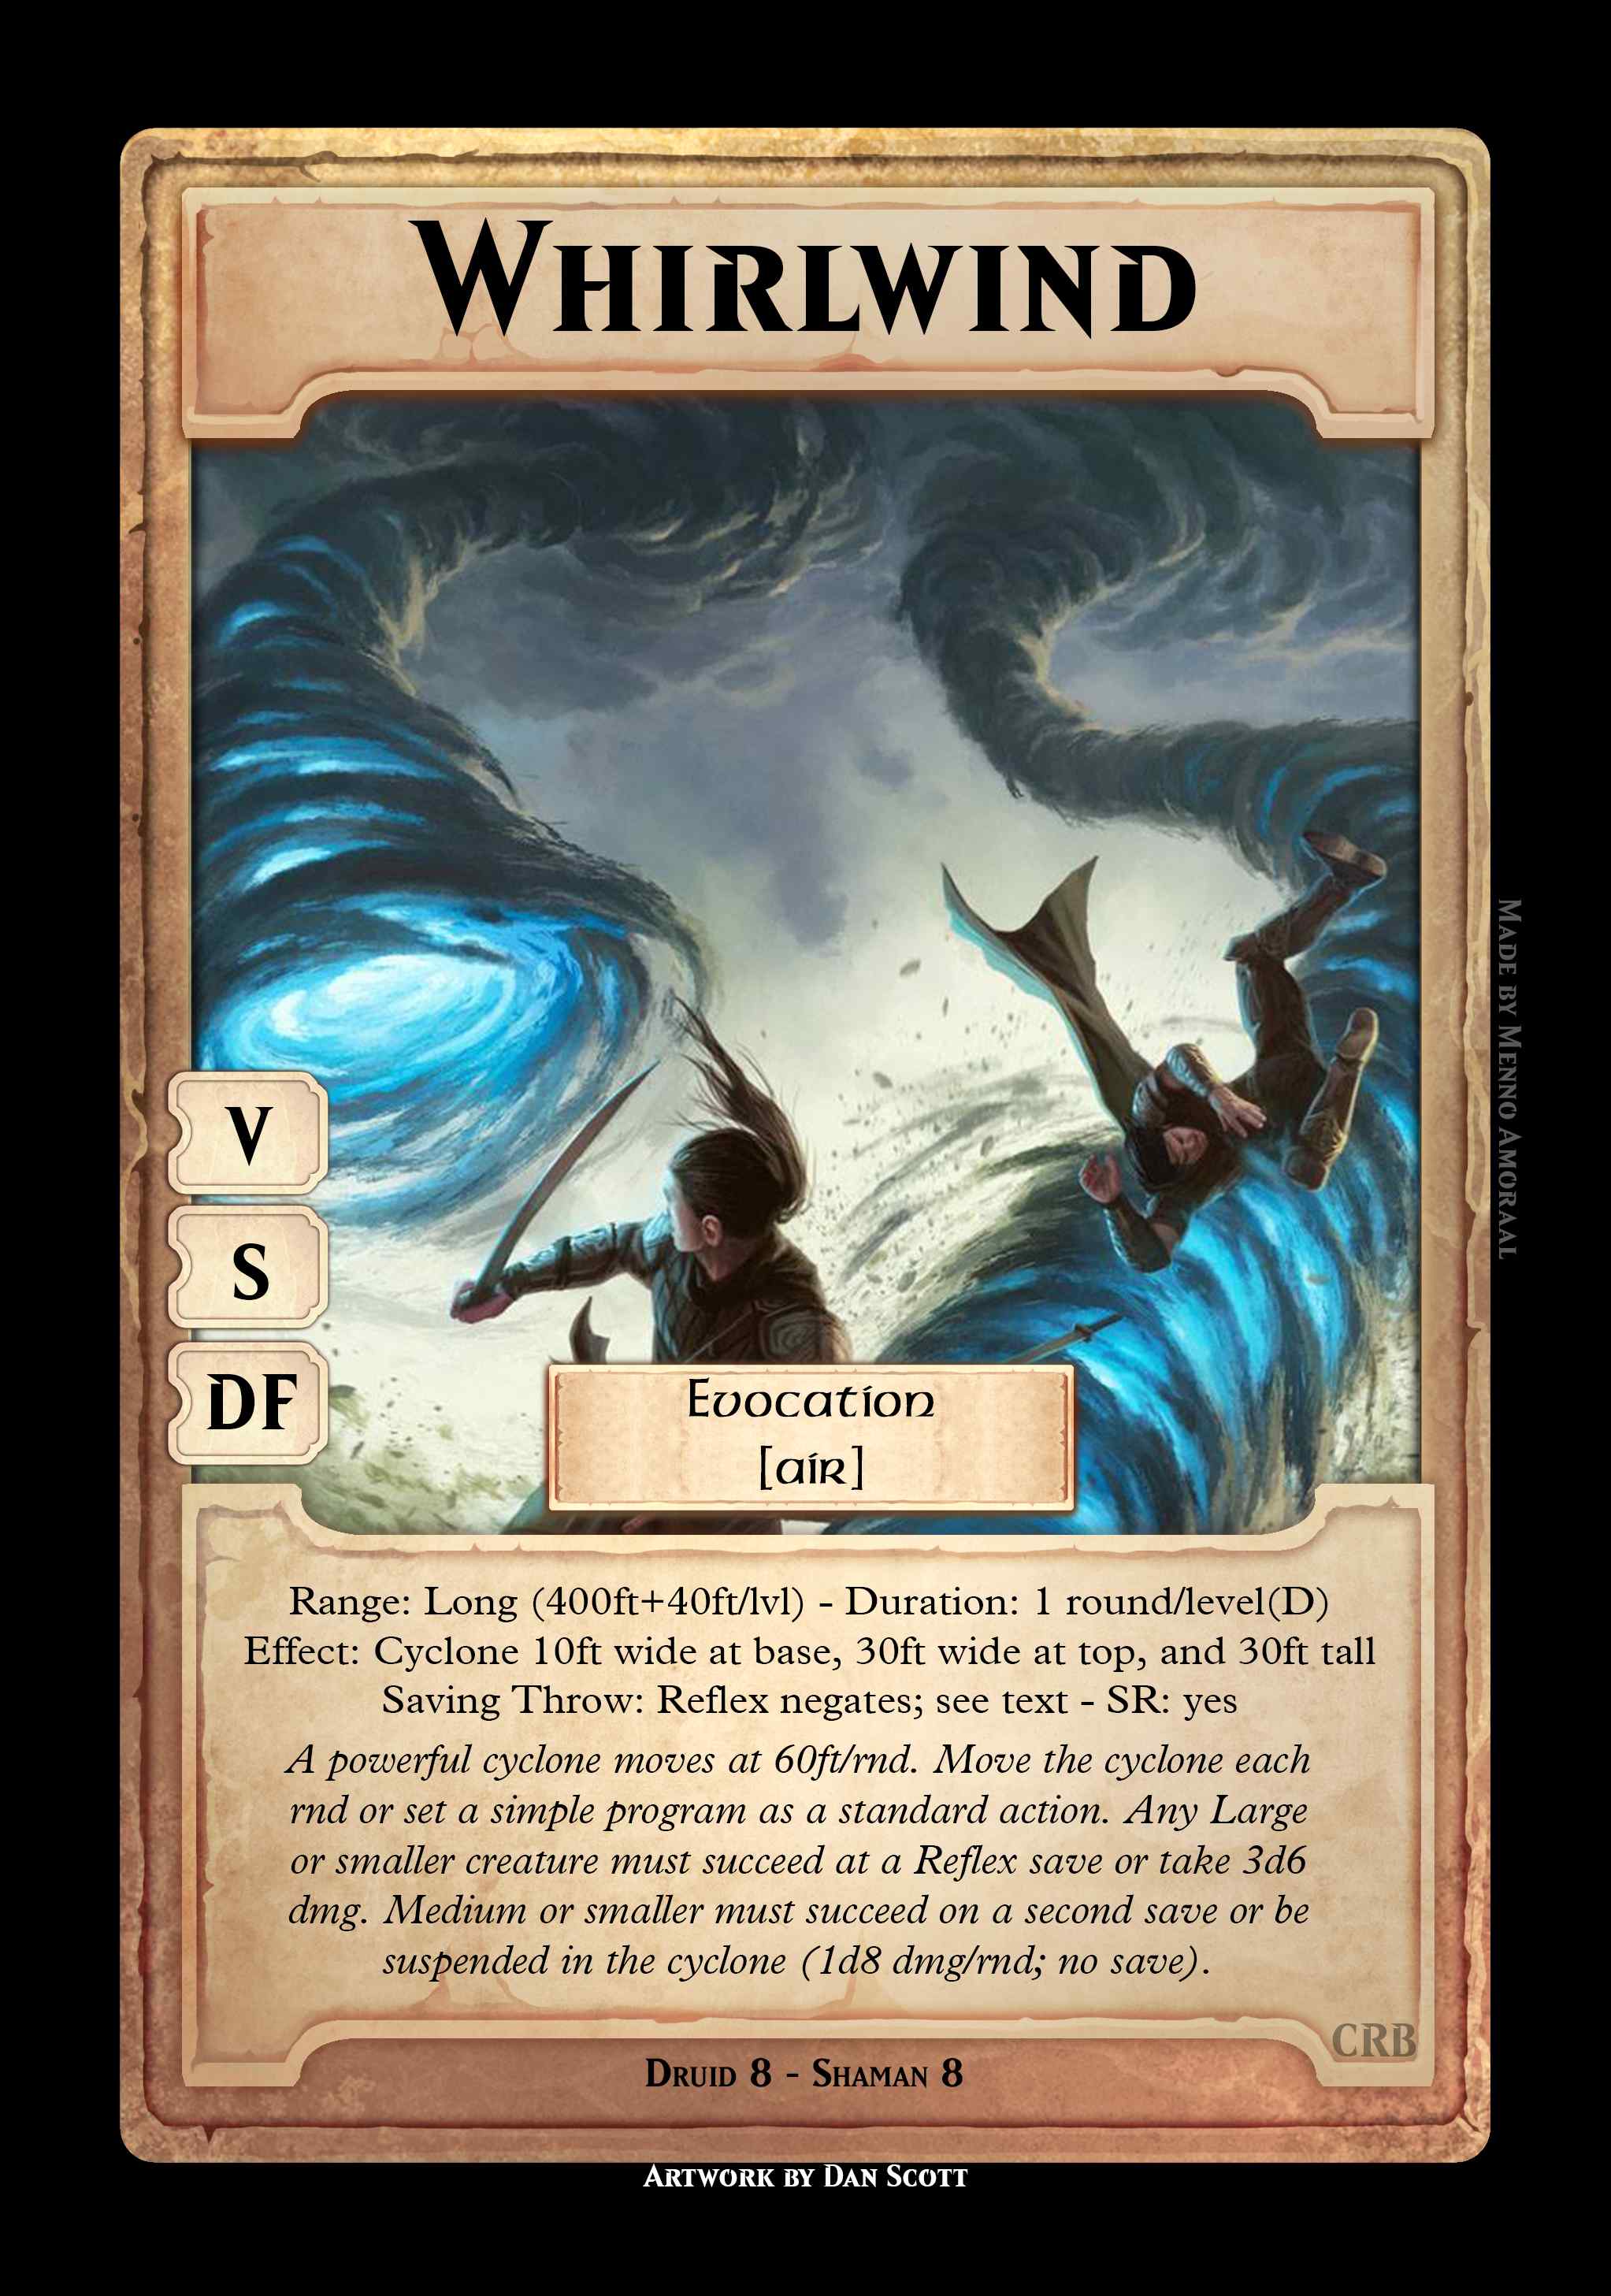 Whirlwind
V
S
DF
Evocation
[air]
Range: Long (400ft+40ft/lvl) - Duration: 1 round/level(D)
Effect: Cyclone 10ft wide at base, 30ft wide at top, and 30ft tall
Saving Throw: Reflex negates; see text - SR: yes
A powerful cyclone moves at 60ft/rnd. Move the cyclone each
rnd or set a simple program as a standard action. Any Large
or smaller creature must succeed at a Reflex save or take 3d6
dmg. Medium or smaller must succeed on a second save or be
suspended in the cyclone (1d8 dmg/rnd; no save).
CRB
Druid 8 - Shaman 8
Artwork by Dan Scott
Made by Menno Amoraal